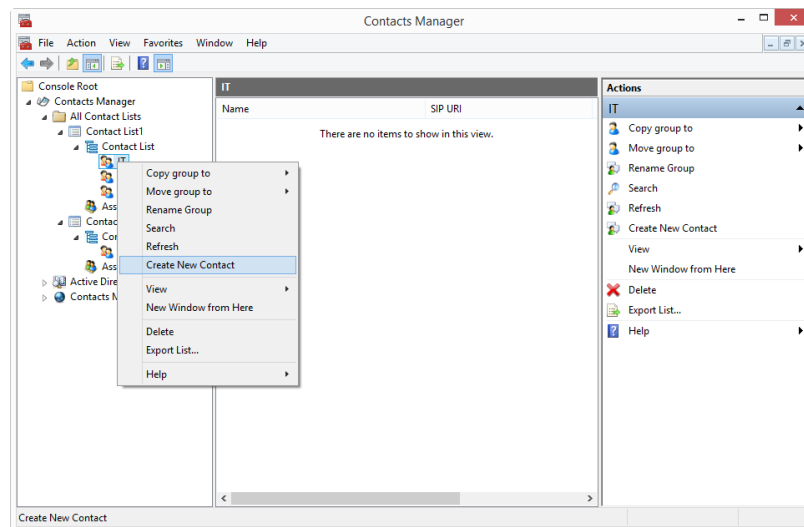 Contacts Manager
File Action View Favorites Window Help
Console Root
Contacts Manager
All Contact Lists
Contact List1
Contact List
IT
Ass
Contac
Cor
Ass
Active Dire
Contacts M
Copy group to
Move group to
Rename Group
Search
Refresh
Create New Contact
View
New Window from Here
Delete
Export List...
Help
IT
Name SIP URI
There are no items to show in this view.
Actions
IT
Copy group to
Move group to
Rename Group
Search
Refresh
Create New Contact
View
New Window from Here
Delete
Export List...
Help
Create New Contact